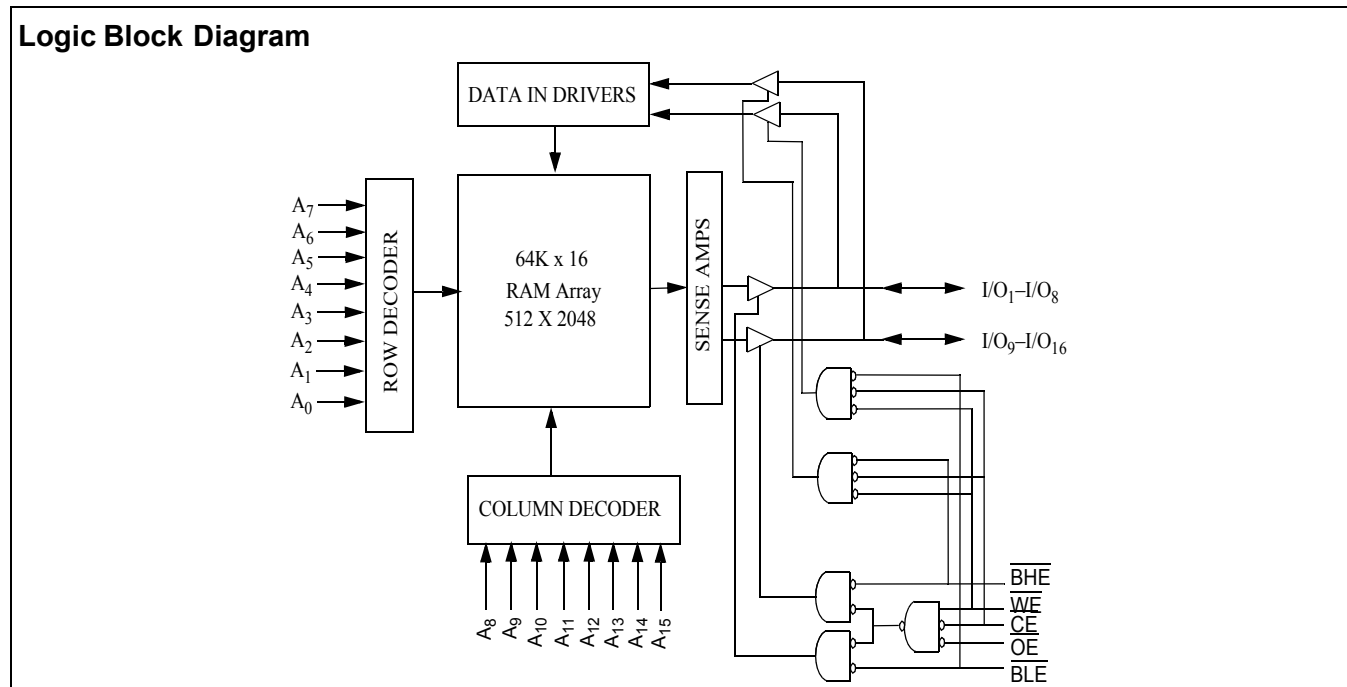 Logic Block Diagram
DATA IN DRIVERS
A7
A6
A5
A4
A3
A2
A1
A0
ROW DECODER
64K x 16
RAM Array
512 X 2048
SENSE AMPS
I/O1–I/O8
I/O9–I/O16
COLUMN DECODER
A8
A9
A10
A11
A12
A13
A14
A15
BHE
WE
CE
OE
BLE